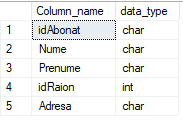 Column_name data_type
1 idAbonat char
2 Nume char
3 Prenume char
4 idRaion int
5 Adresa char